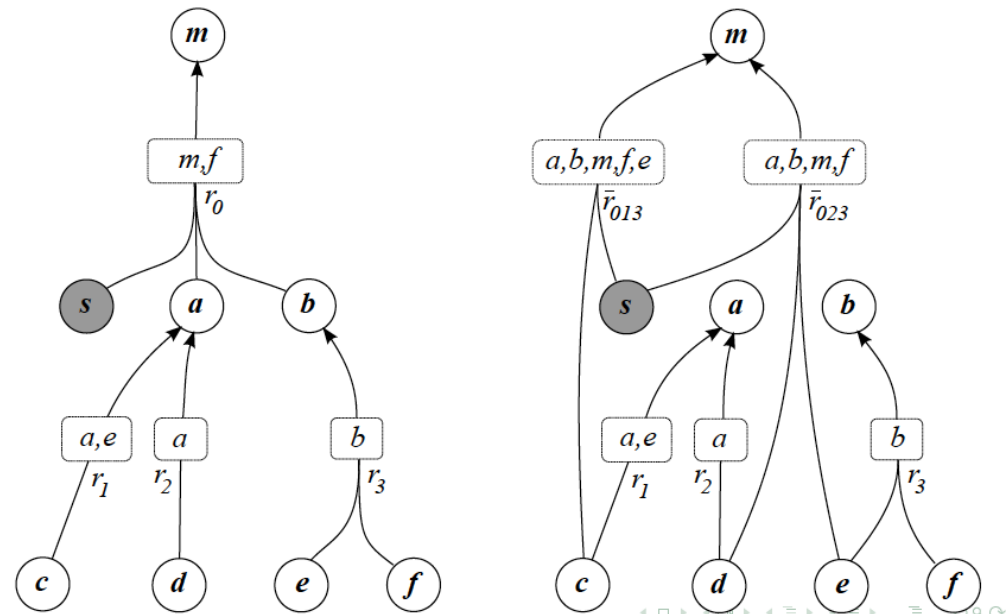 m m
m,f a,b,m,f,e a,b,m,f
r₀ r̄₀₁₃ r̄₀₂₃
s a b s a b
a,e a b a,e a b
r₁ r₂ r₃ r₁ r₂ r₃
c d e f c d e f